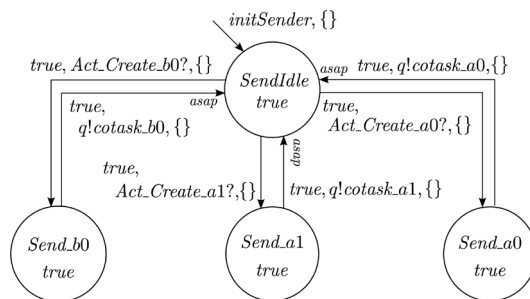 initSender, {}
true, Act_Create_b0?, {}
asap
true, q!cotask_a0, {}
SendIdle
true
true,
q!cotask_b0, {}
asap
true,
Act_Create_a0?, {}
true,
Act_Create_a1?,{}
asap
true, q!cotask_a1, {}
Send_b0
true
Send_a1
true
Send_a0
true